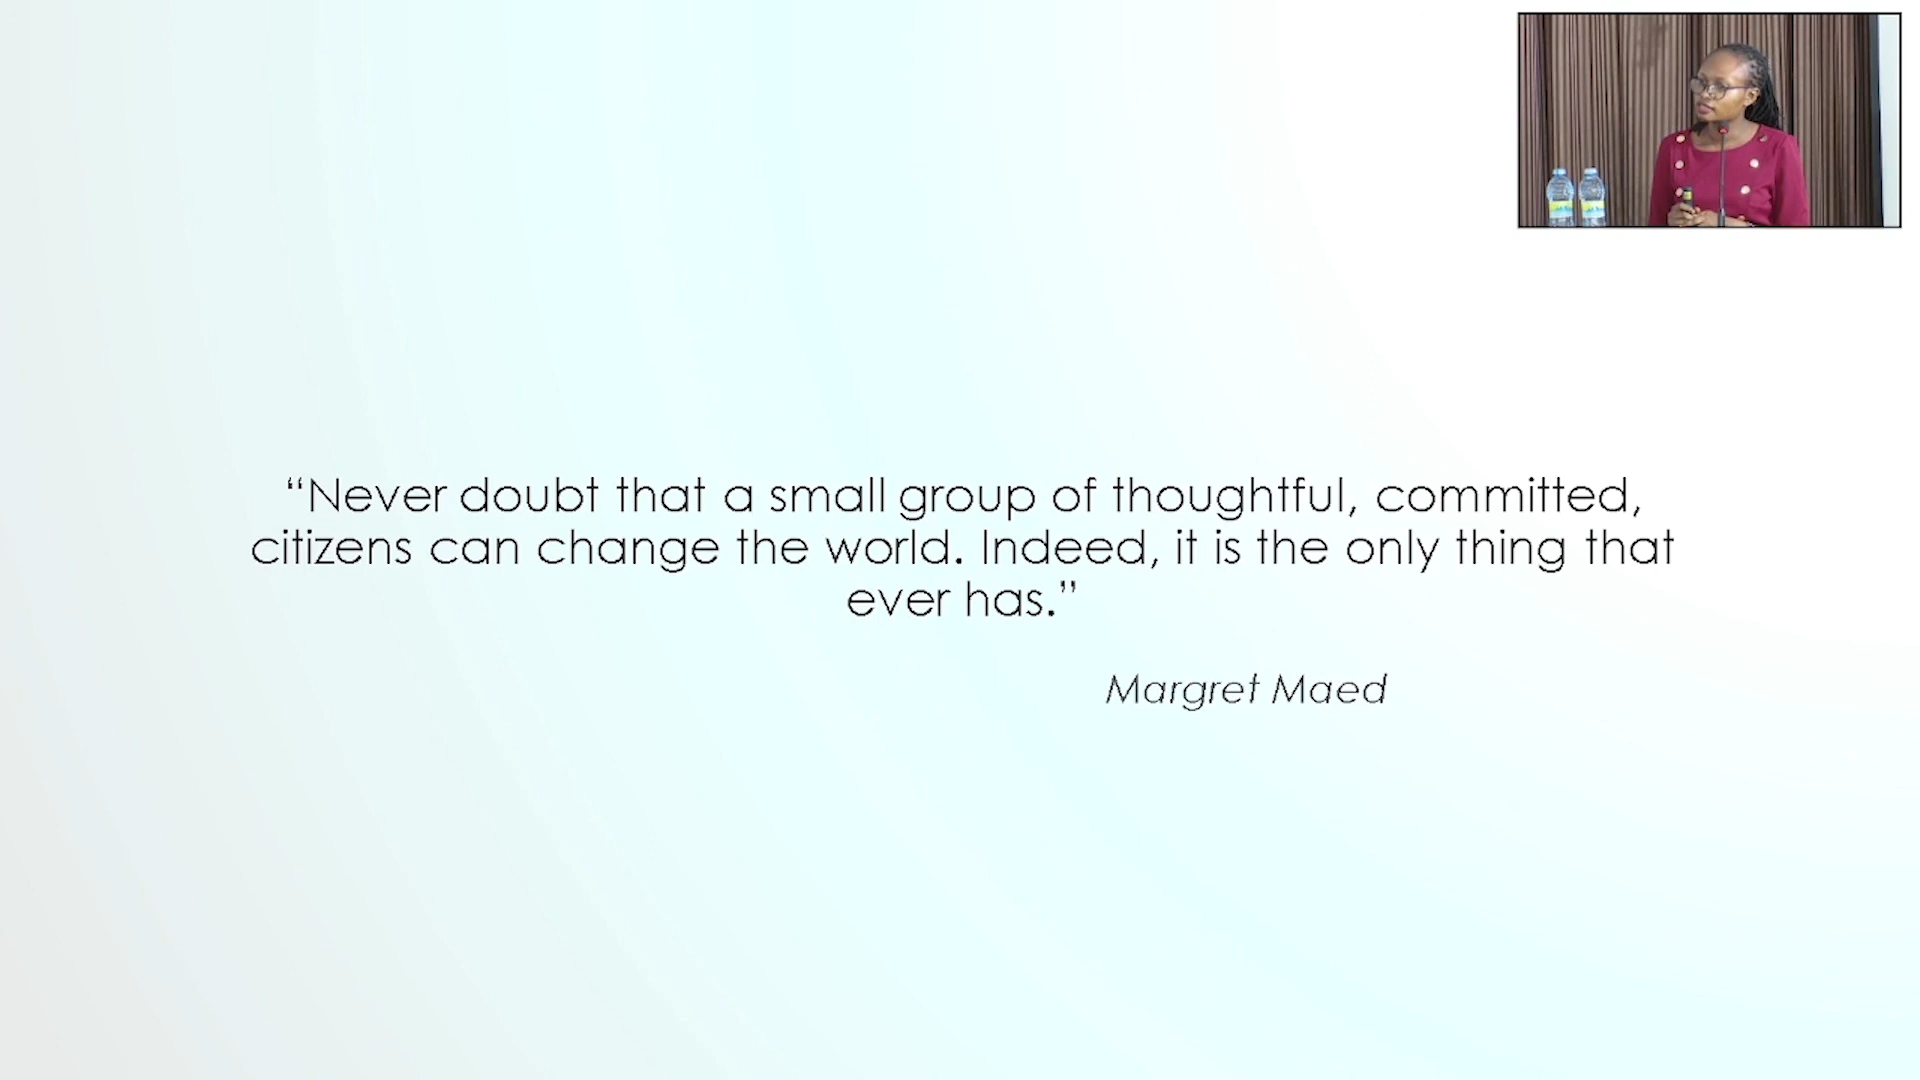 “Never doubt that a small group of thoughtful, committed,
citizens can change the world. Indeed, it is the only thing that
ever has.”
Margret Maed